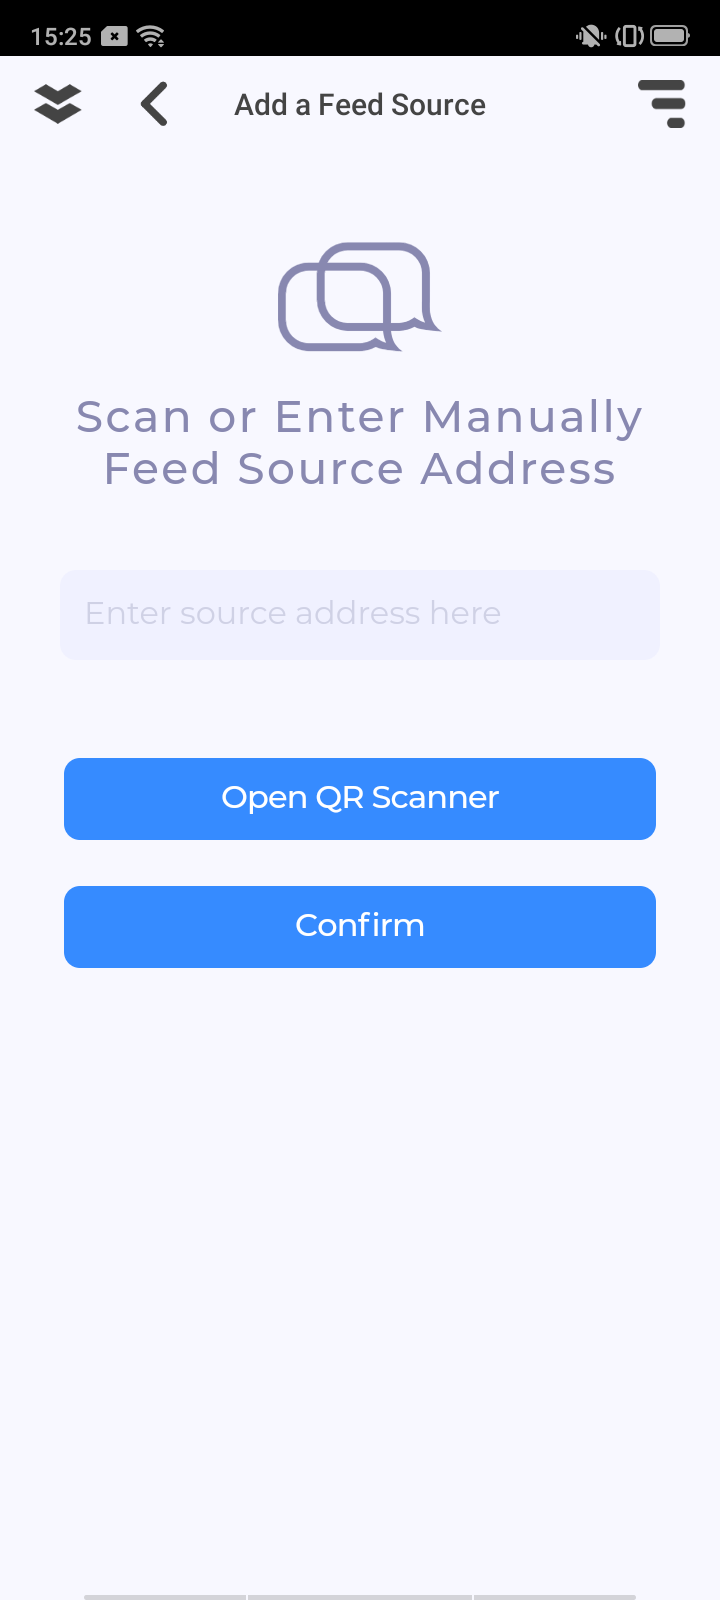 15:25
Add a Feed Source
Scan or Enter Manually
Feed Source Address
Enter source address here
Open QR Scanner
Confirm